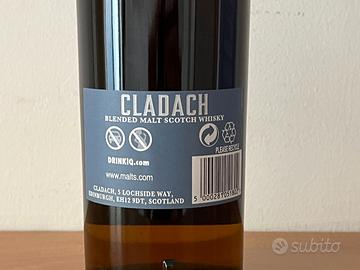 CLADACH
BLENDED MALT SCOTCH WHISKY
DRINKiQ.com
www.malts.com
PLEASE RECYCLE
CLADACH, 5 LOCHSIDE WAY,
EDINBURGH, EH12 9DT, SCOTLAND
subito